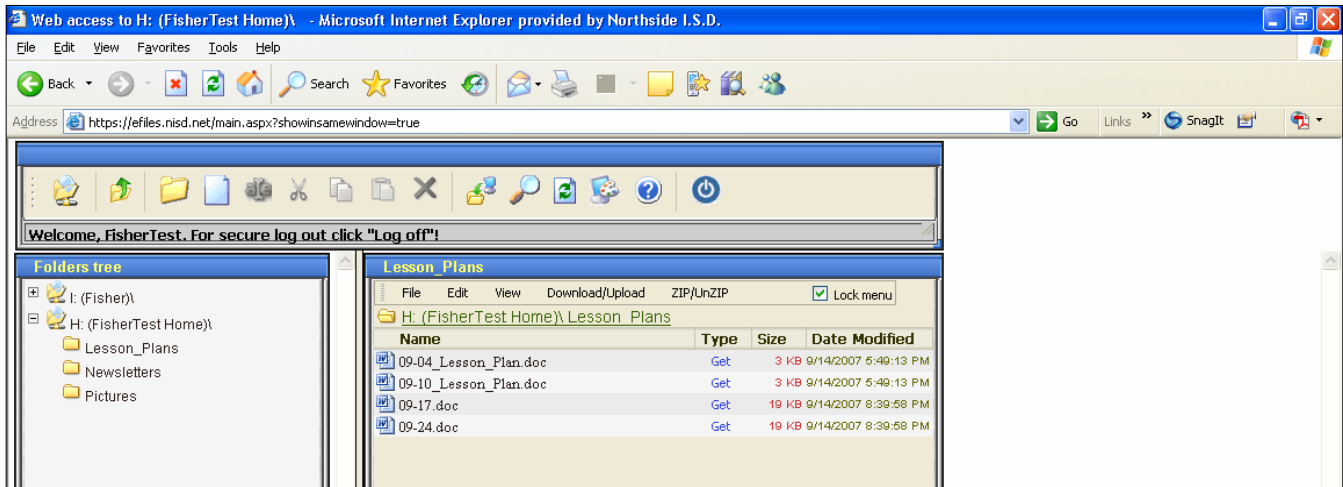 Web access to H: (FisherTest Home)\ - Microsoft Internet Explorer provided by Northside I.S.D.
File Edit View Favorites Tools Help
Back Search Favorites
Address https://efiles.nisd.net/main.aspx?showinsamewindow=true Go Links » SnagIt
Welcome, FisherTest. For secure log out click "Log off"!
Folders tree
I: (Fisher)\
H: (FisherTest Home)\
Lesson_Plans
Newsletters
Pictures
Lesson_Plans
File Edit View Download/Upload ZIP/UnZIP Lock menu
H: (FisherTest Home)\ Lesson_Plans
Name Type Size Date Modified
09-04_Lesson_Plan.doc Get 3 KB 9/14/2007 5:49:13 PM
09-10_Lesson_Plan.doc Get 3 KB 9/14/2007 5:49:13 PM
09-17.doc Get 19 KB 9/14/2007 8:39:58 PM
09-24.doc Get 19 KB 9/14/2007 8:39:58 PM